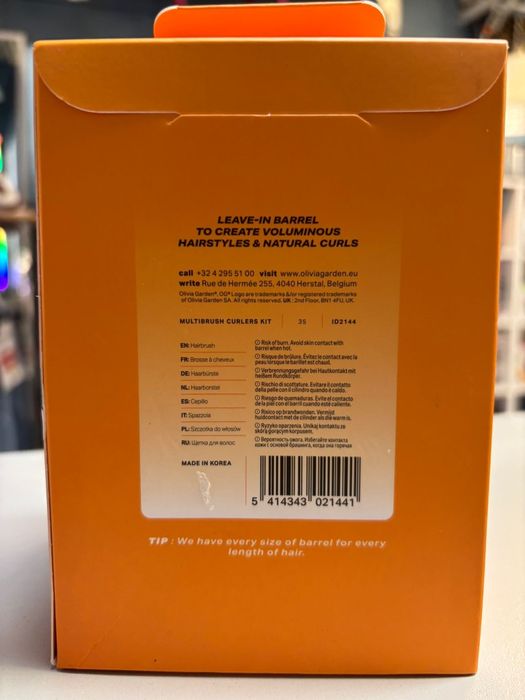 LEAVE-IN BARREL
TO CREATE VOLUMINOUS
HAIRSTYLES & NATURAL CURLS
call +32 4 295 51 00 visit www.oliviagarden.eu
write Rue de Hermée 255, 4040 Herstal, Belgium
Olivia Garden®, OG® Logo are trademarks &/or registered trademarks
of Olivia Garden SA. All rights reserved. UK : 2nd Floor, BN1 4FU, UK.
MULTIBRUSH CURLERS KIT 35 ID2144
EN: Hairbrush
FR: Brosse à cheveux
DE: Haarbürste
NL: Haarborstel
ES: Cepillo
IT: Spazzola
PL: Szczotka do włosów
RU: Щетка для волос
Risk of burn. Avoid skin contact with
barrel when hot.
Risque de brûlure. Évitez le contact avec la
peau lorsque le barillet est chaud.
Verbrennungsgefahr bei Hautkontakt mit
heißem Rundkörper.
Rischio di scottature. Evitare il contatto
della pelle con il cilindro quando è caldo.
Riesgo de quemaduras. Evite el contacto
de la piel con el barril cuando esté caliente.
Risico op brandwonden. Vermijd
huidcontact met de cilinder als die warm is.
Ryzyko oparzenia. Unikaj kontaktu ze
skórą gorącym korpusem.
Вероятность ожога. Избегайте контакта
кожи с основой брашинга, когда она горячая
MADE IN KOREA
5 414343 021441
TIP : We have every size of barrel for every
length of hair.